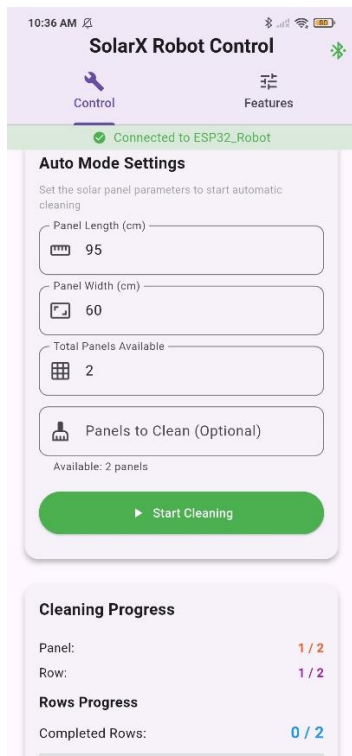 10:36 AM
SolarX Robot Control
Control
Features
Connected to ESP32_Robot
Auto Mode Settings
Set the solar panel parameters to start automatic
cleaning
Panel Length (cm)
95
Panel Width (cm)
60
Total Panels Available
2
Panels to Clean (Optional)
Available: 2 panels
Start Cleaning
Cleaning Progress
Panel: 1 / 2
Row: 1 / 2
Rows Progress
Completed Rows: 0 / 2